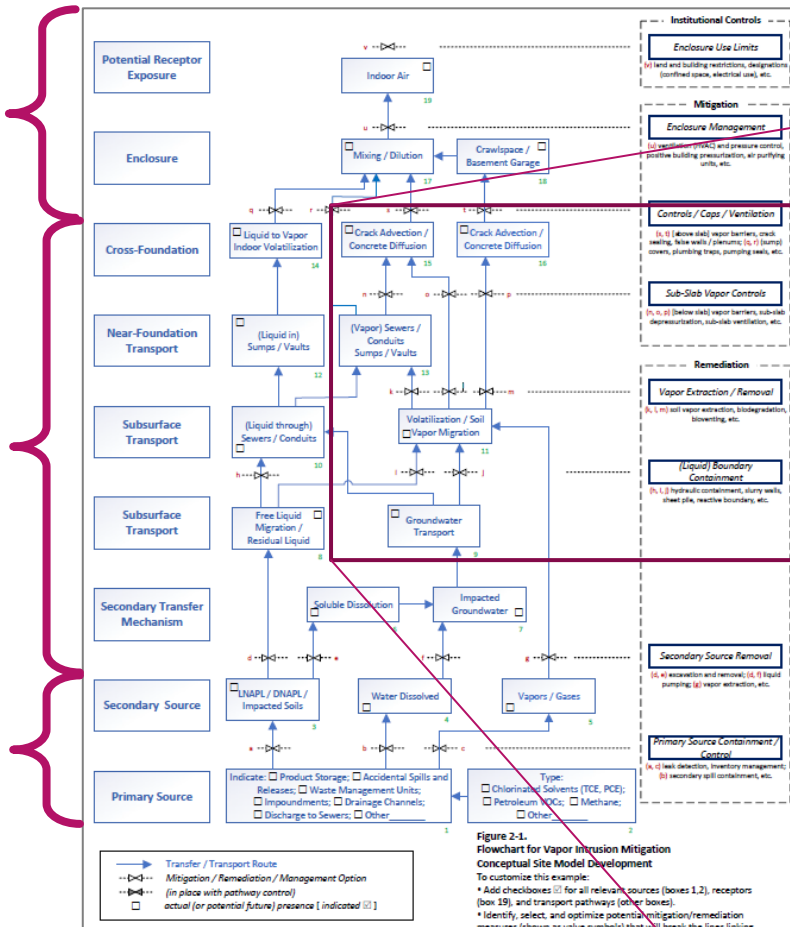 Potential Receptor
Exposure
Enclosure
Cross-Foundation
Near-Foundation
Transport
Subsurface
Transport
Subsurface
Transport
Secondary Transfer
Mechanism
Secondary Source
Primary Source
v
Indoor Air
19
u
Mixing / Dilution
17
Crawlspace /
Basement Garage
18
q
r
s
t
Liquid to Vapor
Indoor Volatilization
14
Crack Advection /
Concrete Diffusion
15
Crack Advection /
Concrete Diffusion
16
n
o
p
(Liquid in)
Sumps / Vaults
12
(Vapor) Sewers /
Conduits
Sumps / Vaults
13
k
m
(Liquid through)
Sewers / Conduits
10
Volatilization / Soil
Vapor Migration
11
h
i
j
Free Liquid
Migration /
Residual Liquid
8
Groundwater
Transport
9
Soluble Dissolution
Impacted
Groundwater
7
d
e
f
g
LNAPL / DNAPL /
Impacted Soils
3
Water Dissolved
4
Vapors / Gases
5
a
b
c
Indicate: ☐ Product Storage; ☐ Accidental Spills and
Releases; ☐ Waste Management Units;
☐ Impoundments; ☐ Drainage Channels;
☐ Discharge to Sewers; ☐ Other______
1
Type:
☐ Chlorinated Solvents (TCE, PCE);
☐ Petroleum VOCs; ☐ Methane;
☐ Other______
2
Institutional Controls
Enclosure Use Limits
(v) land and building restrictions, designations
(confined space, electrical use), etc.
Mitigation
Enclosure Management
(u) ventilation (HVAC) and pressure control,
positive building pressurization, air purifying
units, etc.
Controls / Caps / Ventilation
(s, t) [above slab] vapor barriers, crack
sealing, false walls / plenums; (q, r) (sump)
covers, plumbing traps, pumping seals, etc.
Sub-Slab Vapor Controls
(n, o, p) [below slab] vapor barriers, sub-slab
depressurization, sub-slab ventilation, etc.
Remediation
Vapor Extraction / Removal
(k, l, m): soil vapor extraction, biodegradation,
bioventing, etc.
(Liquid) Boundary
Containment
(h, i, j) hydraulic containment, slurry walls,
sheet pile, reactive boundary, etc.
Secondary Source Removal
(d, e) excavation and removal; (d, f) liquid
pumping; (g) vapor extraction, etc.
Primary Source Containment /
Control
(a, c) leak detection, inventory management;
(b) secondary spill containment, etc.
Transfer / Transport Route
Mitigation / Remediation / Management Option
(in place with pathway control)
☐ actual (or potential future) presence [ indicated ☑ ]
Figure 2-1.
Flowchart for Vapor Intrusion Mitigation
Conceptual Site Model Development
To customize this example:
• Add checkboxes ☑ for all relevant sources (boxes 1,2), receptors
(box 19), and transport pathways (other boxes).
• Identify, select, and optimize potential mitigation/remediation
measures (shown as valve symbols) that will break the lines linking